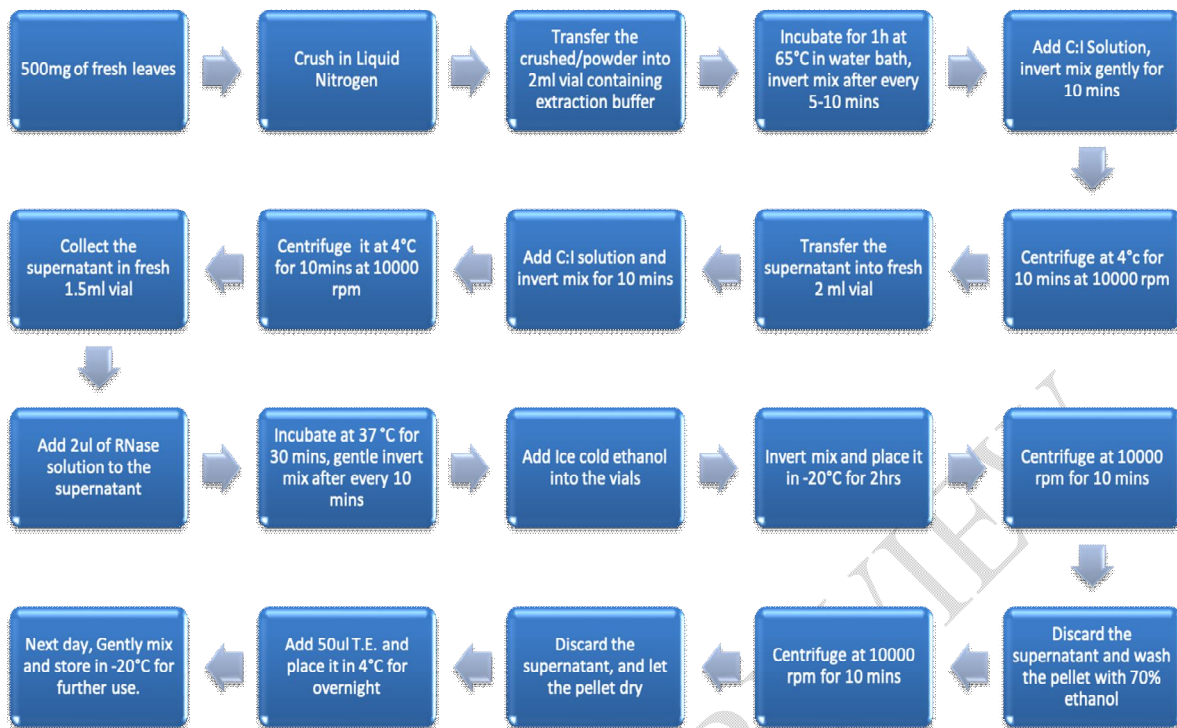 500mg of fresh leaves
Crush in Liquid
Nitrogen
Transfer the
crushed/powder into
2ml vial containing
extraction buffer
Incubate for 1h at
65°C in water bath,
invert mix after every
5-10 mins
Add C:I Solution,
invert mix gently for
10 mins
Centrifuge at 4°c for
10 mins at 10000 rpm
Transfer the
supernatant into fresh
2 ml vial
Add C:I solution and
invert mix for 10 mins
Centrifuge it at 4°C
for 10mins at 10000
rpm
Collect the
supernatant in fresh
1.5ml vial
Add 2ul of RNase
solution to the
supernatant
Incubate at 37 °C for
30 mins, gentle invert
mix after every 10
mins
Add Ice cold ethanol
into the vials
Invert mix and place it
in -20°C for 2hrs
Centrifuge at 10000
rpm for 10 mins
Discard the
supernatant and wash
the pellet with 70%
ethanol
Centrifuge at 10000
rpm for 10 mins
Discard the
supernatant, and let
the pellet dry
Add 50ul T.E. and
place it in 4°C for
overnight
Next day, Gently mix
and store in -20°C for
further use.